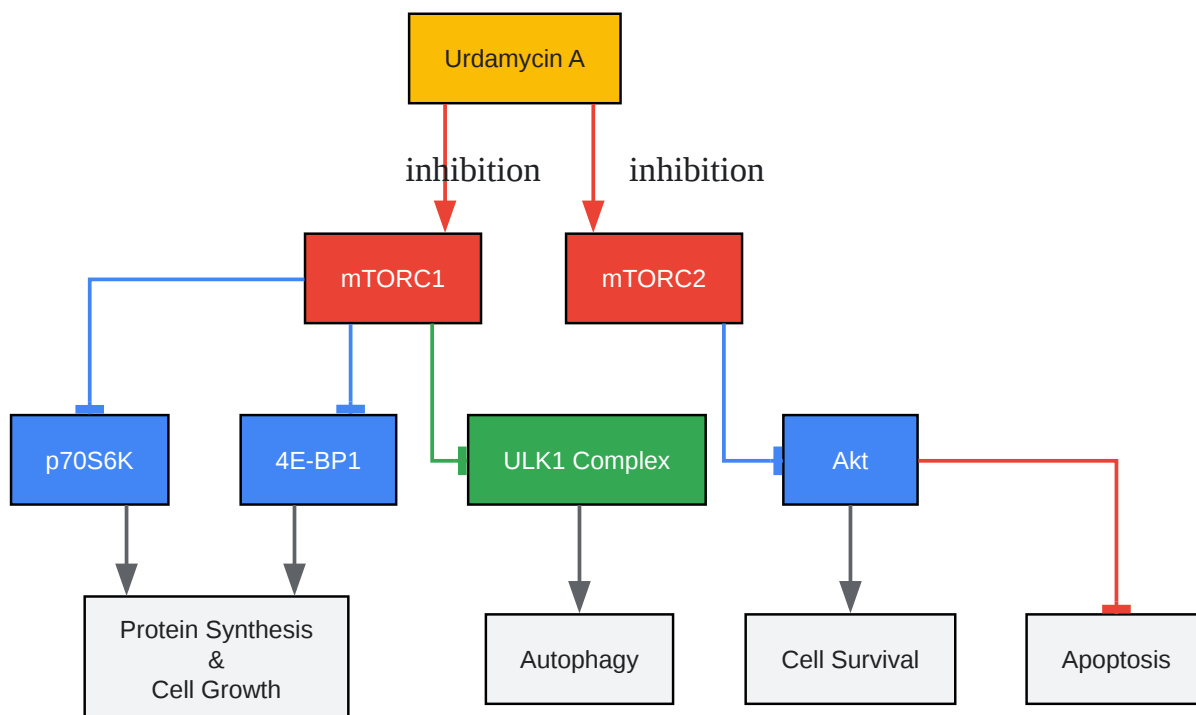 Urdamycin A
inhibition
inhibition
mTORC1
mTORC2
p70S6K
4E-BP1
ULK1 Complex
Akt
Protein Synthesis
&
Cell Growth
Autophagy
Cell Survival
Apoptosis